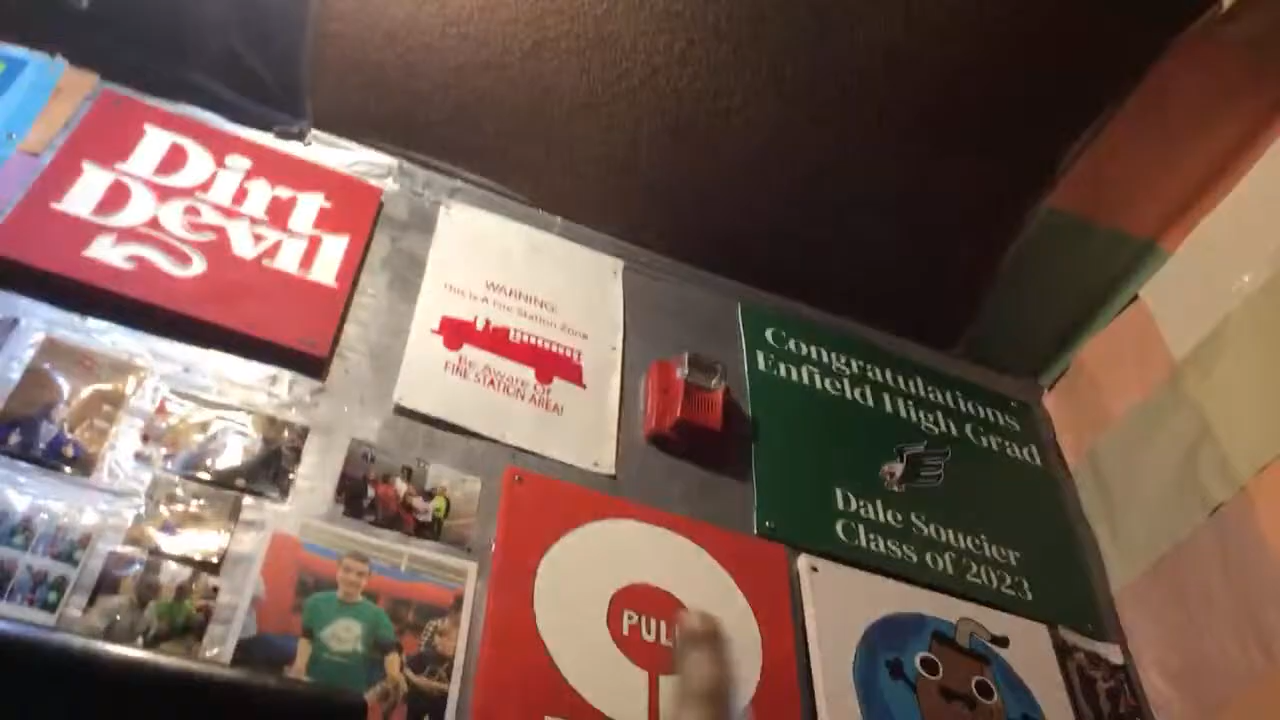 Dirt
Devil
WARNING:
This Is A Fire Station Zone
BE AWARE OF
FIRE STATION AREA!
Congratulations
Enfield High Grad
Dale Soucier
Class of 2023
PULL